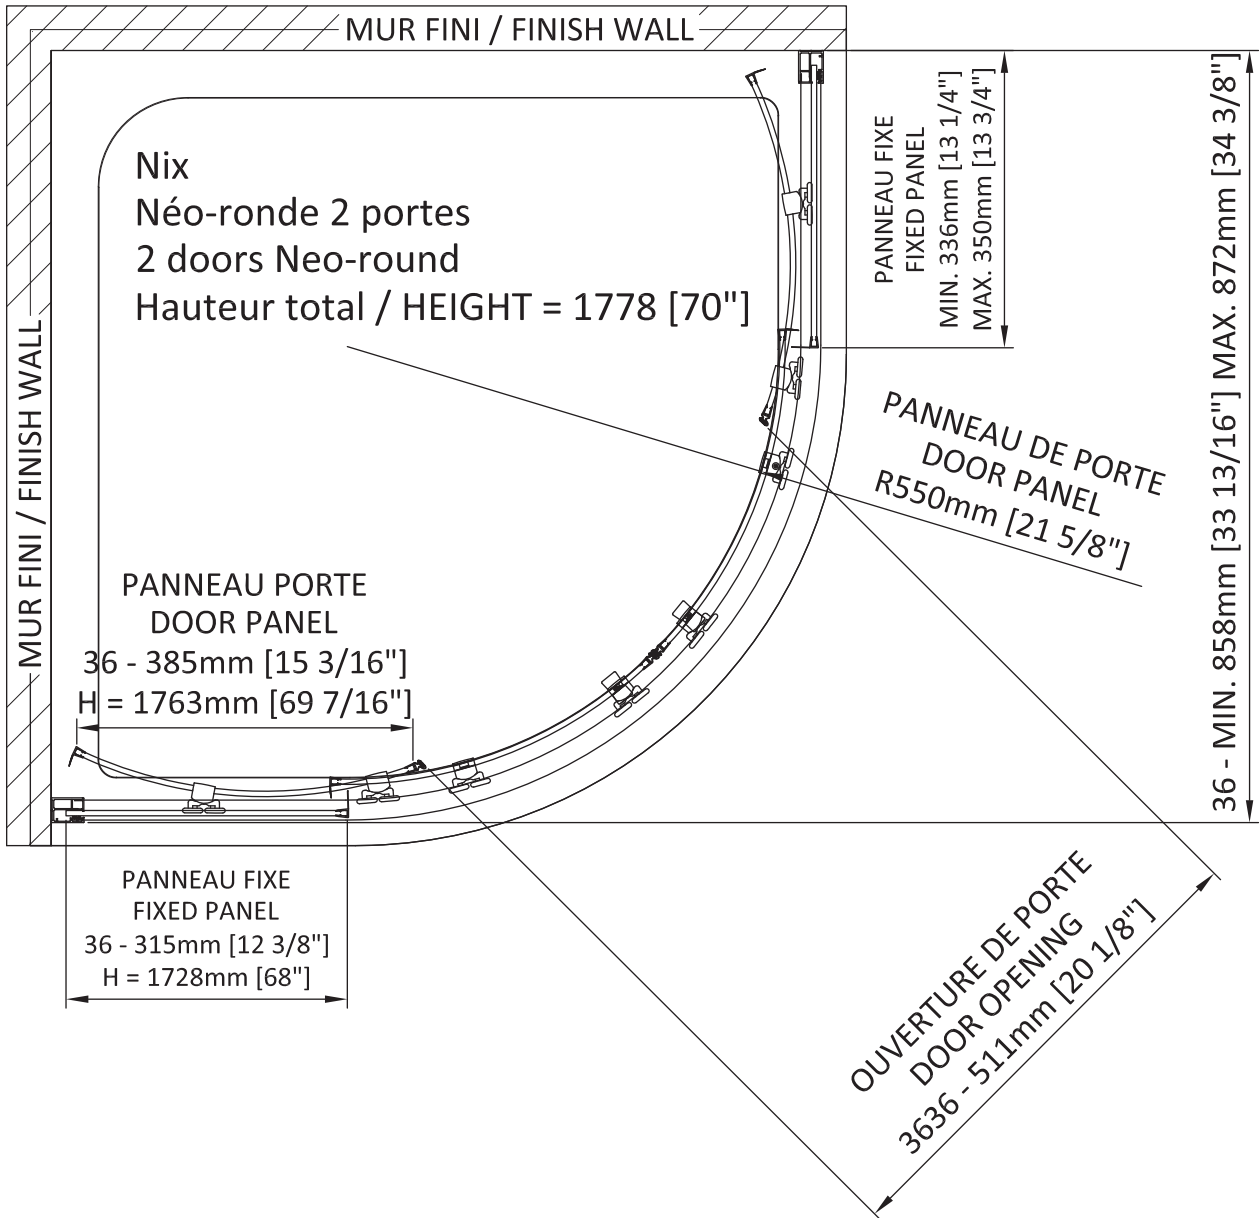 MUR FINI / FINISH WALL
MUR FINI / FINISH WALL
Nix
Néo-ronde 2 portes
2 doors Neo-round
Hauteur total / HEIGHT = 1778 [70"]
PANNEAU FIXE
FIXED PANEL
MIN. 336mm [13 1/4"]
MAX. 350mm [13 3/4"]
36 - MIN. 858mm [33 13/16"] MAX. 872mm [34 3/8"]
PANNEAU DE PORTE
DOOR PANEL
R550mm [21 5/8"]
PANNEAU PORTE
DOOR PANEL
36 - 385mm [15 3/16"]
H = 1763mm [69 7/16"]
PANNEAU FIXE
FIXED PANEL
36 - 315mm [12 3/8"]
H = 1728mm [68"]
OUVERTURE DE PORTE
DOOR OPENING
3636 - 511mm [20 1/8"]